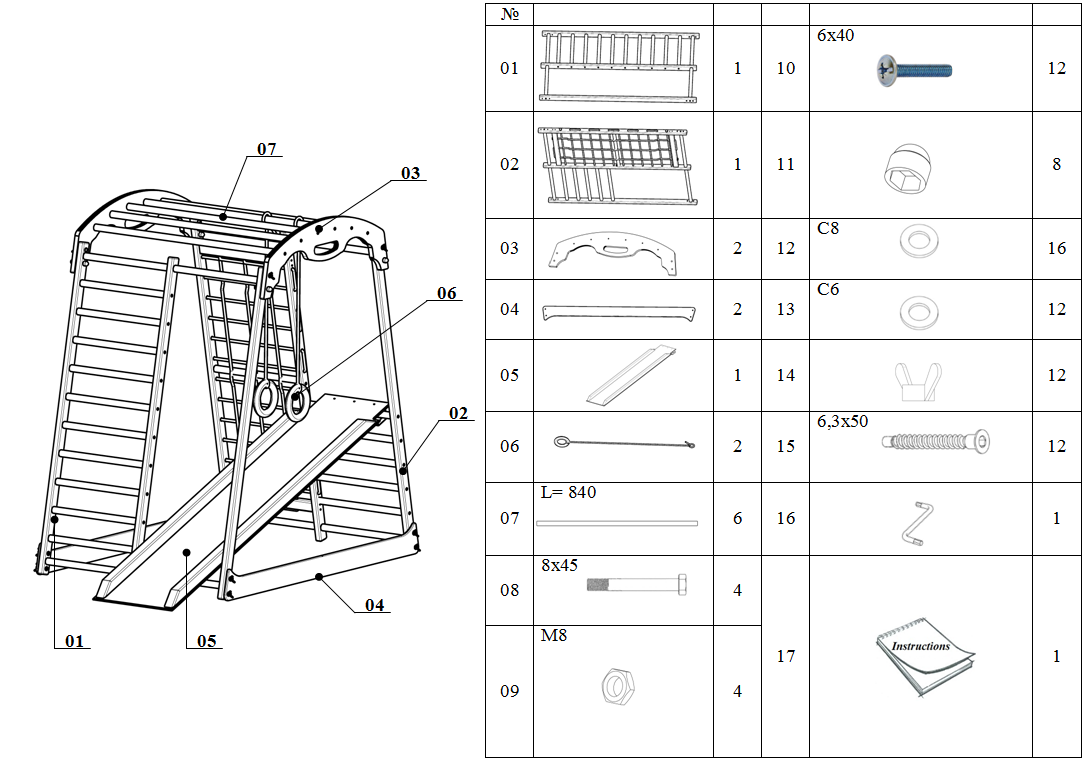 07
03
06
02
04
01
05
№
01 1 10 6x40 12
02 1 11 8
03 2 12 C8 16
04 2 13 C6 12
05 1 14 12
06 2 15 6,3x50 12
07 L= 840 6 16 1
08 8x45 4
17 Instructions 1
09 M8 4